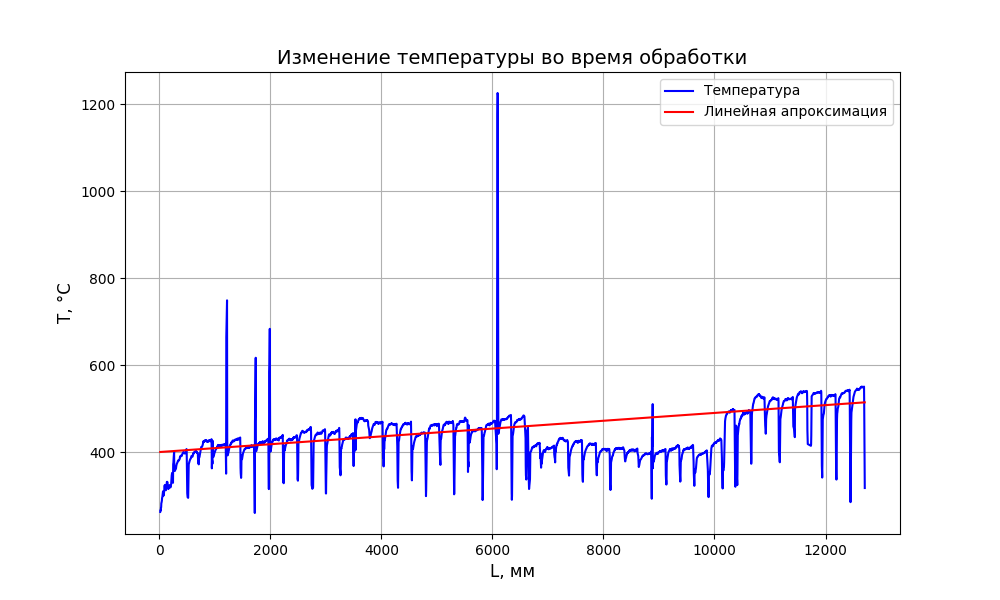 Изменение температуры во время обработки
Температура
Линейная апроксимация
1200
1000
800
600
400
T, °C
0 2000 4000 6000 8000 10000 12000
L, мм